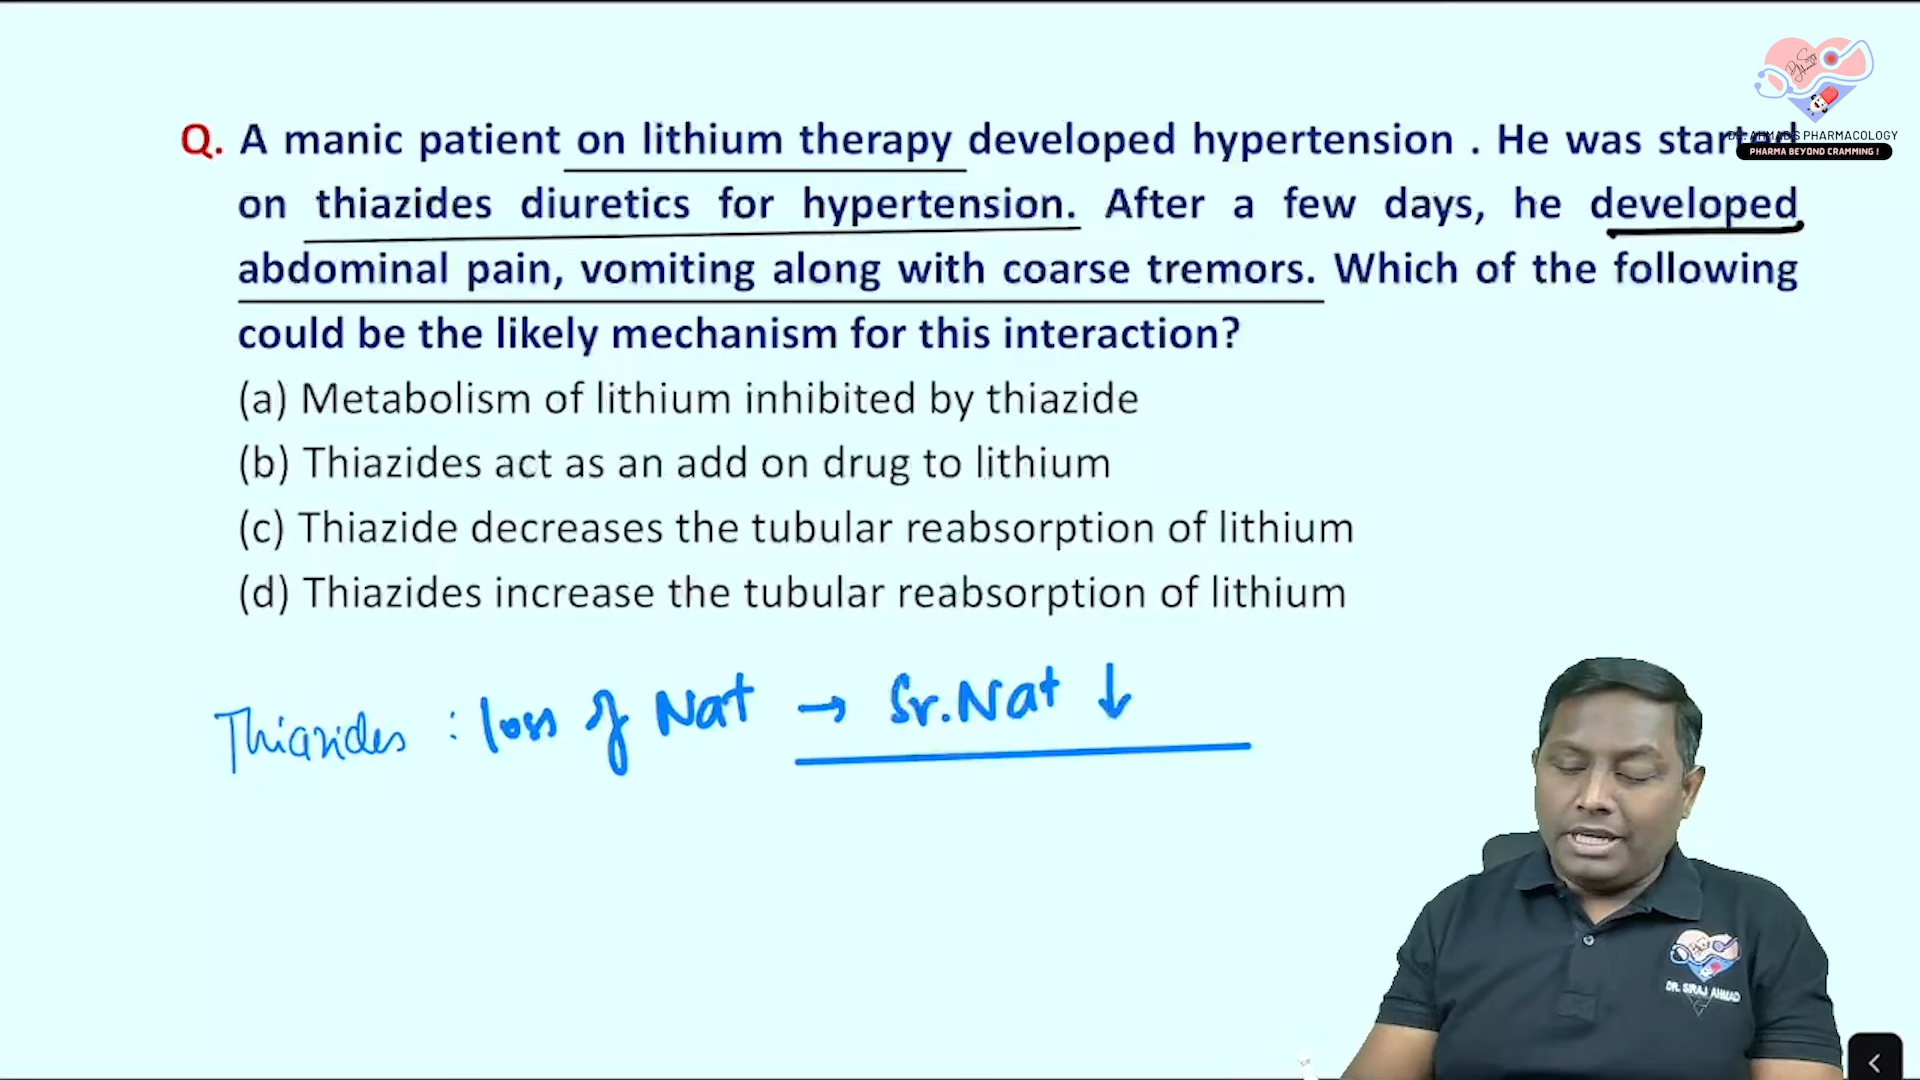 Q. A manic patient on lithium therapy developed hypertension . He was started
on thiazides diuretics for hypertension. After a few days, he developed
abdominal pain, vomiting along with coarse tremors. Which of the following
could be the likely mechanism for this interaction?
(a) Metabolism of lithium inhibited by thiazide
(b) Thiazides act as an add on drug to lithium
(c) Thiazide decreases the tubular reabsorption of lithium
(d) Thiazides increase the tubular reabsorption of lithium
Thiazides : loss of Na+ → Sr. Na+ ↓
AHMAD'S PHARMACOLOGY
PHARMA BEYOND CRAMMING !
DR. SIRAJ AHMAD